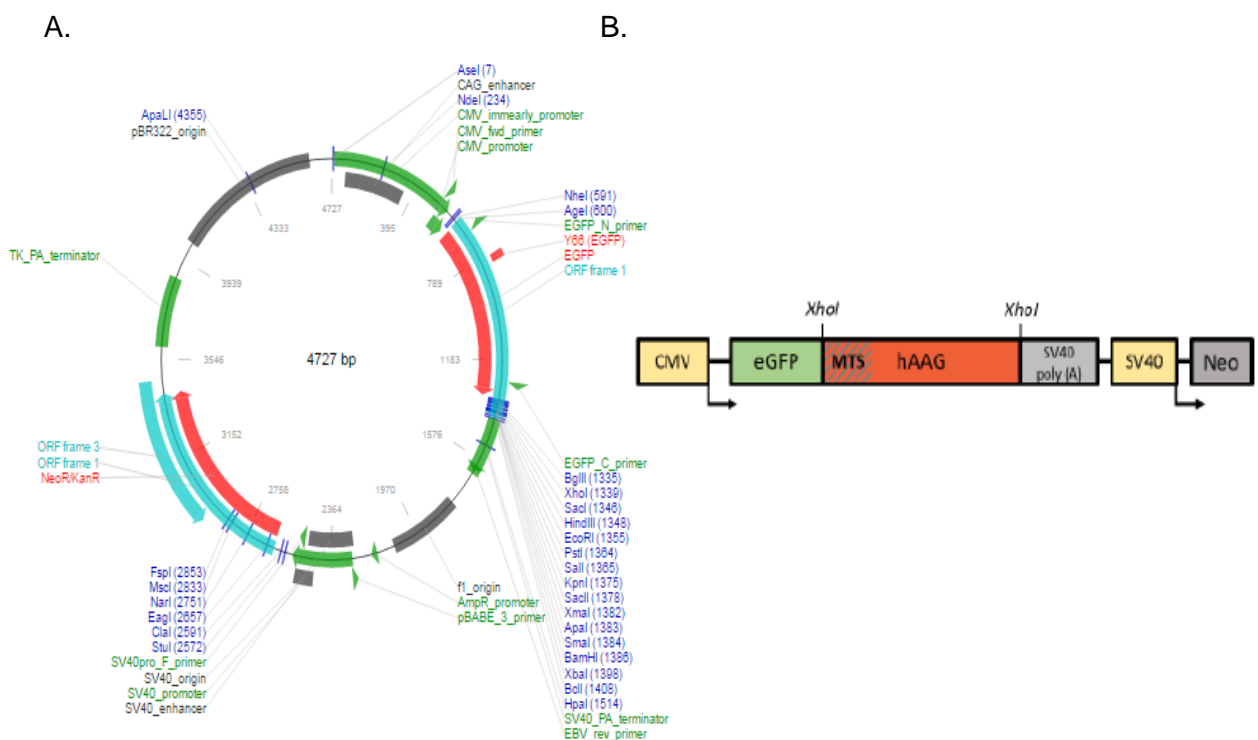 A.
B.
AseI (7)
CAG_enhancer
NdeI (234)
CMV_immearly_promoter
CMV_fwd_primer
CMV_promoter
ApaLI (4355)
pBR322_origin
NheI (591)
AgeI (600)
EGFP_N_primer
Y66 (EGFP)
EGFP
ORF frame 1
TK_PA_terminator
4727
395
4333
789
3939
1183
3546
4727 bp
1576
3152
1970
2758
2364
ORF frame 3
ORF frame 1
NeoR/KanR
EGFP_C_primer
BglII (1335)
XhoI (1339)
SacI (1346)
HindIII (1348)
EcoRI (1355)
PstI (1364)
SalI (1365)
KpnI (1375)
SacII (1378)
XmaI (1382)
ApaI (1383)
SmaI (1384)
BamHI (1386)
XbaI (1398)
BclI (1408)
HpaI (1514)
SV40_PA_terminator
EBV_rev_primer
f1_origin
AmpR_promoter
pBABE_3_primer
FspI (2853)
MscI (2833)
NarI (2751)
EagI (2657)
ClaI (2591)
StuI (2572)
SV40pro_F_primer
SV40_origin
SV40_promoter
SV40_enhancer
XhoI
XhoI
CMV
eGFP
MTS
hAAG
SV40
poly (A)
SV40
Neo